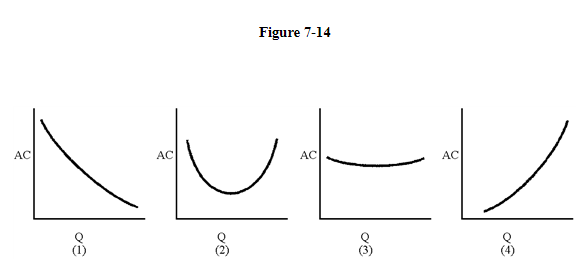 Figure 7-14
AC
AC
AC
AC
Q
Q
Q
Q
(1)
(2)
(3)
(4)